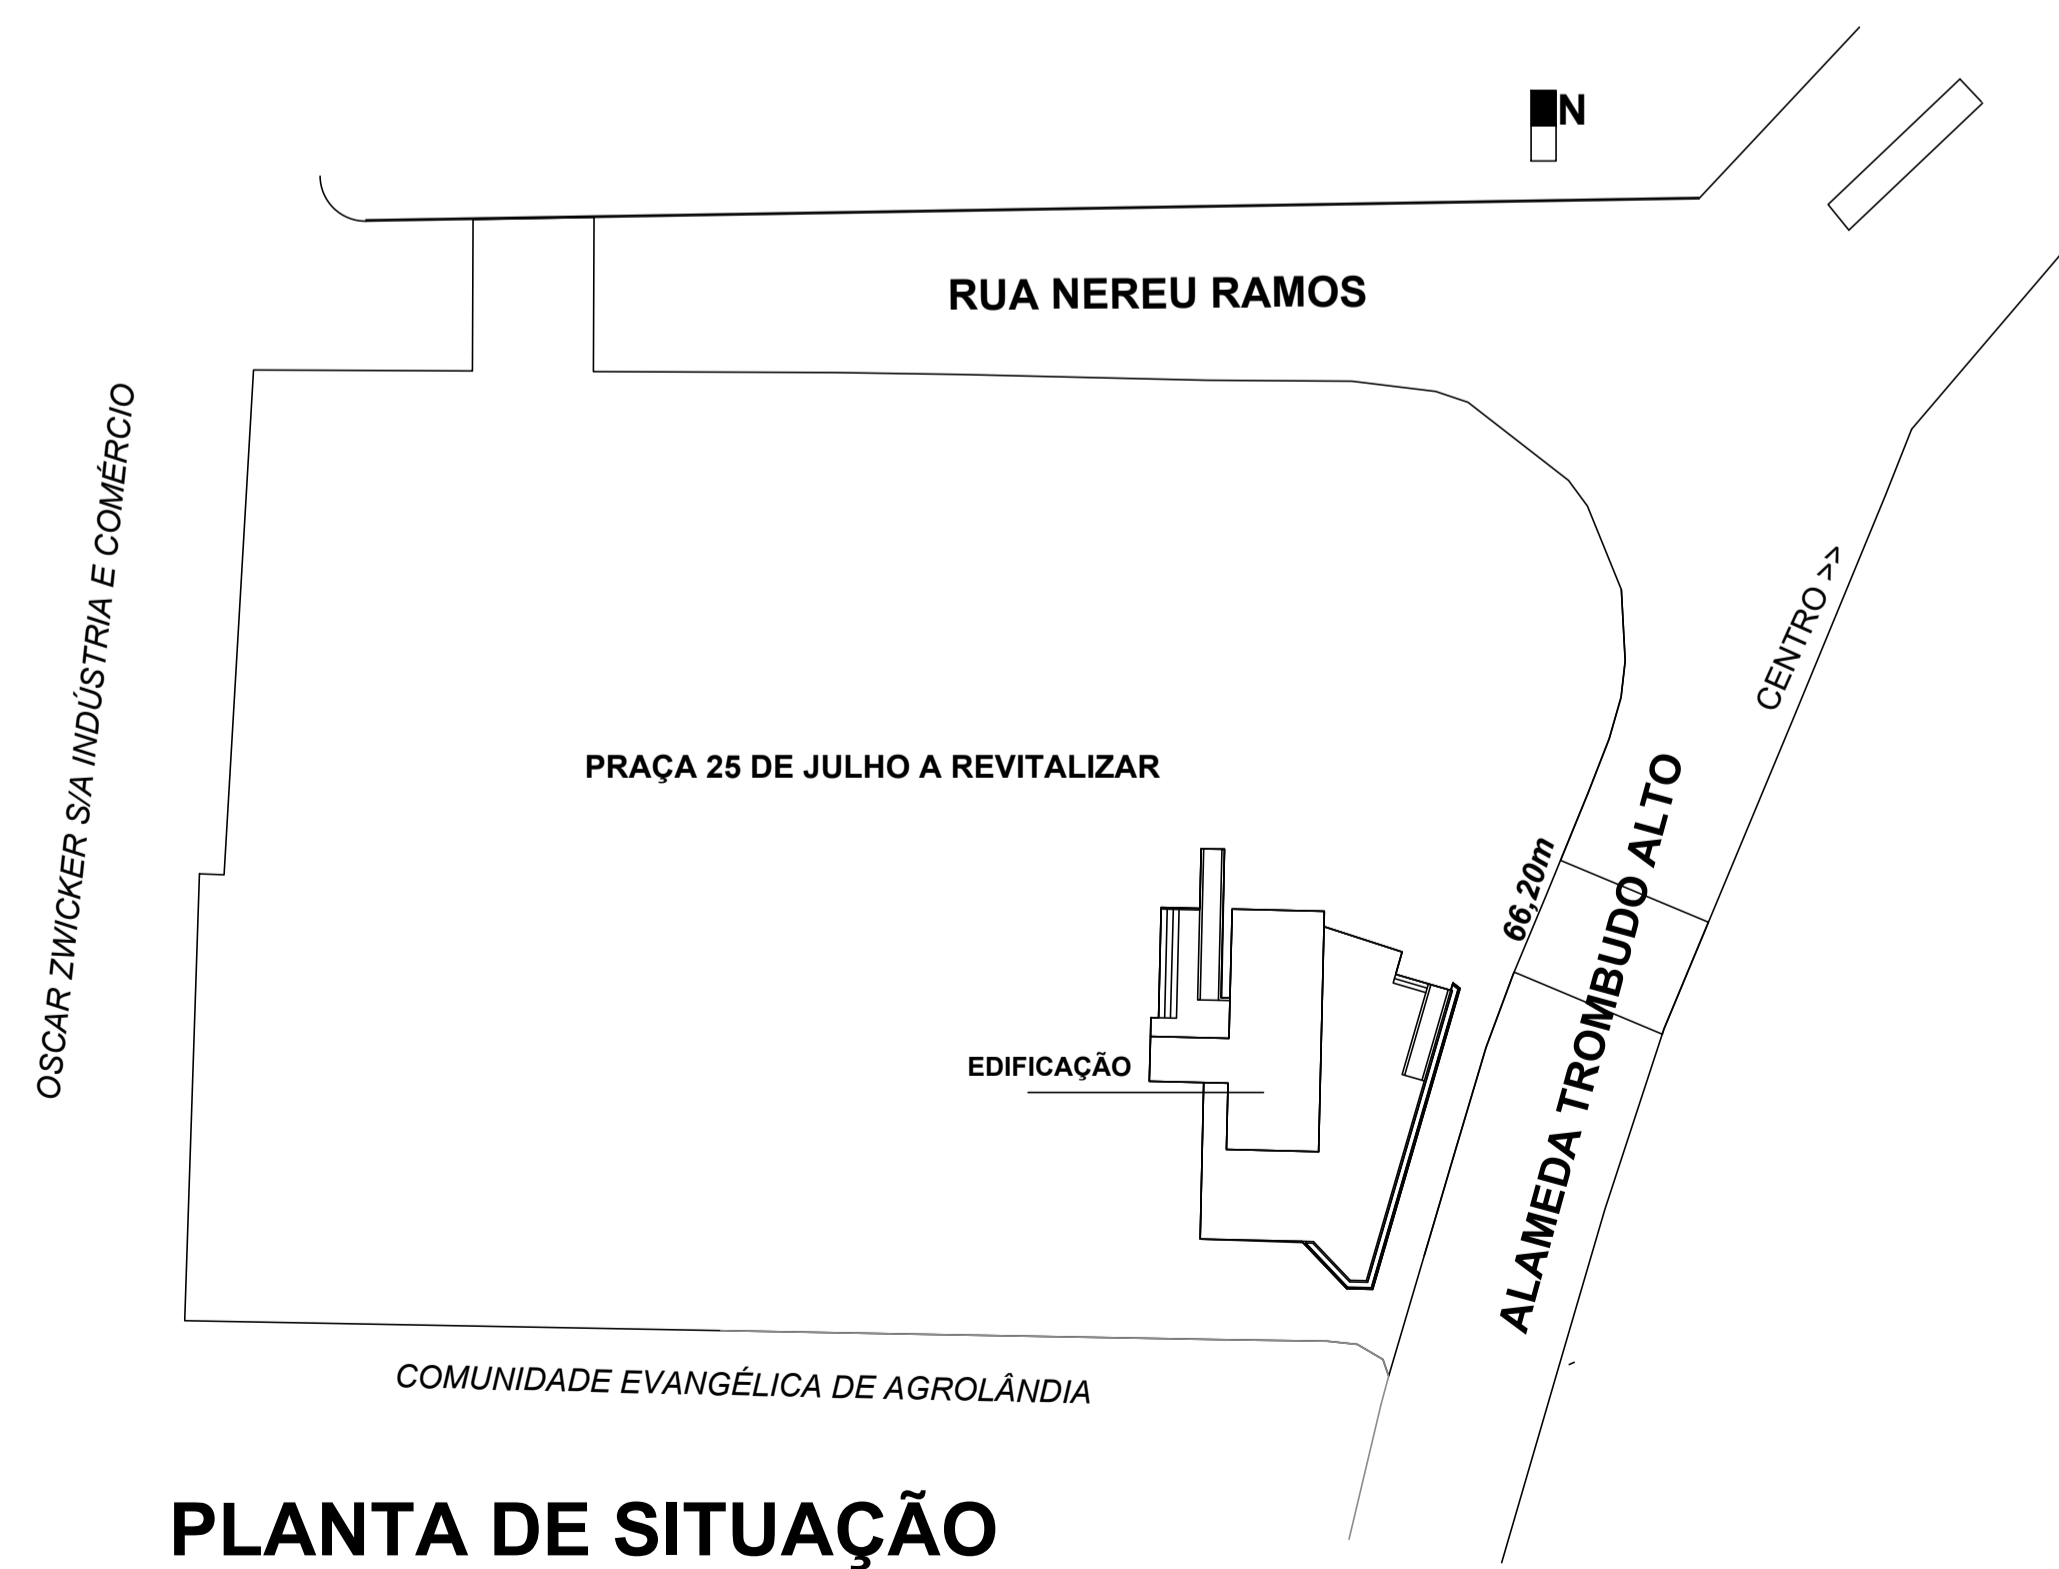 N
RUA NEREU RAMOS
OSCAR ZWICKER S/A INDÚSTRIA E COMÉRCIO
CENTRO >>
PRAÇA 25 DE JULHO A REVITALIZAR
66,20m
ALAMEDA TROMBUDO ALTO
EDIFICAÇÃO
COMUNIDADE EVANGÉLICA DE AGROLÂNDIA
PLANTA DE SITUAÇÃO